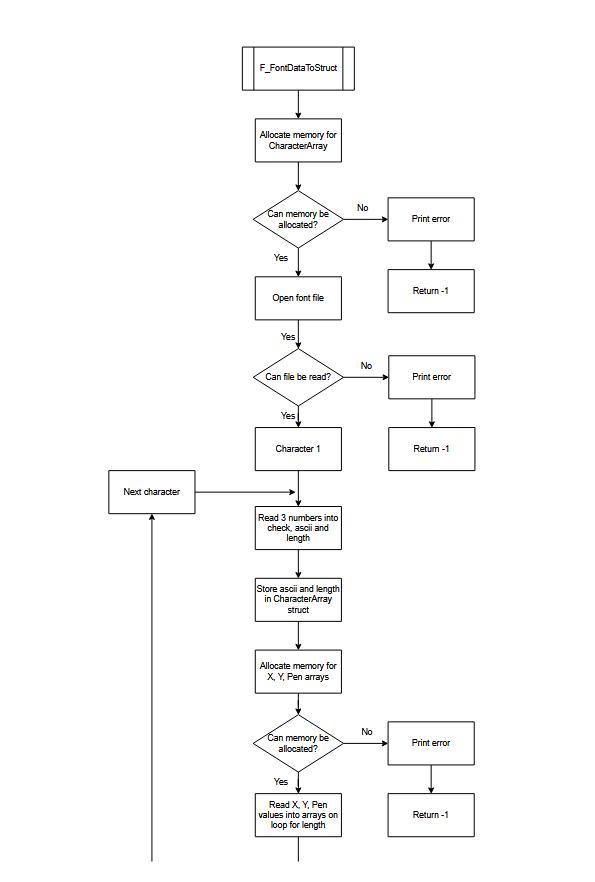 F_FontDataToStruct
Allocate memory for
CharacterArray
Can memory be
allocated?
No
Print error
Yes
Return -1
Open font file
Yes
Can file be read?
No
Print error
Yes
Character 1
Return -1
Next character
Read 3 numbers into
check, ascii and
length
Store ascii and length
in CharacterArray
struct
Allocate memory for
X, Y, Pen arrays
Can memory be
allocated?
No
Print error
Yes
Read X, Y, Pen
values into arrays on
loop for length
Return -1